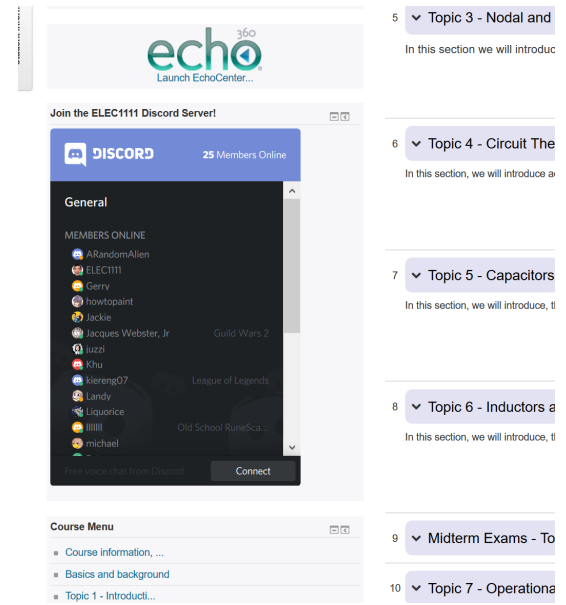 echo
360
Launch EchoCenter...
Join the ELEC1111 Discord Server!
DISCORD
25 Members Online
General
MEMBERS ONLINE
ARandomAlien
ELEC1111
Gerry
howtopaint
Jackie
Jacques Webster, Jr Guild Wars 2
juzzi
Khu
kiereng07 League of Legends
Landy
Liquorice
Old School RuneSca...
michael
Free voice chat from Discord
Connect
Course Menu
Course information, ...
Basics and background
Topic 1 - Introducti...
5 Topic 3 - Nodal and
In this section we will introduc
6 Topic 4 - Circuit The
In this section, we will introduce a
7 Topic 5 - Capacitors
In this section, we will introduce, t
8 Topic 6 - Inductors a
In this section, we will introduce, t
9 Midterm Exams - To
10 Topic 7 - Operationa